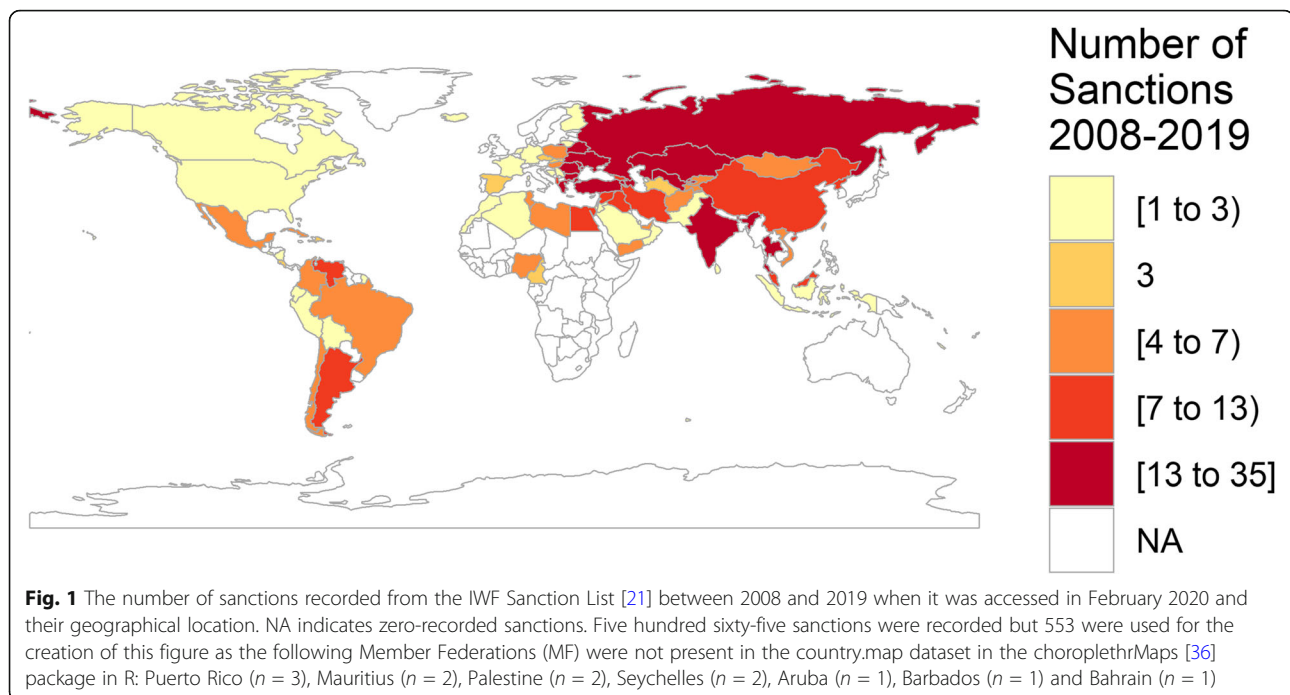 Number of
Sanctions
2008-2019
[1 to 3)
3
[4 to 7)
[7 to 13)
[13 to 35]
NA
Fig. 1 The number of sanctions recorded from the IWF Sanction List [21] between 2008 and 2019 when it was accessed in February 2020 and
their geographical location. NA indicates zero-recorded sanctions. Five hundred sixty-five sanctions were recorded but 553 were used for the
creation of this figure as the following Member Federations (MF) were not present in the country.map dataset in the choroplethrMaps [36]
package in R: Puerto Rico (n = 3), Mauritius (n = 2), Palestine (n = 2), Seychelles (n = 2), Aruba (n = 1), Barbados (n = 1) and Bahrain (n = 1)